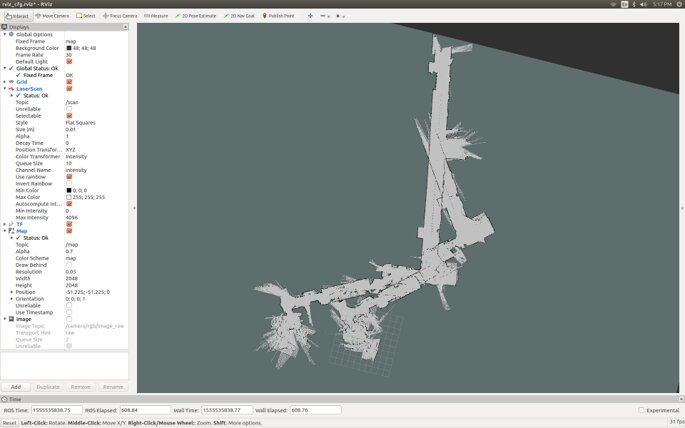 rviz_cfg.rviz* - RViz
5:17 PM
Interact Move Camera Select Focus Camera Measure 2D Pose Estimate 2D Nav Goal Publish Point
Displays
Global Options
Fixed Frame map
Background Color 48; 48; 48
Frame Rate 30
Default Light
Global Status: Ok
Fixed Frame OK
Grid
LaserScan
Status: Ok
Topic /scan
Unreliable
Selectable
Style Flat Squares
Size (m) 0.01
Alpha 1
Decay Time 0
Position Transfor... XYZ
Color Transformer Intensity
Queue Size 10
Channel Name intensity
Use rainbow
Invert Rainbow
Min Color 0; 0; 0
Max Color 255; 255; 255
Autocompute Int...
Min Intensity 0
Max Intensity 4096
TF
Map
Status: Ok
Topic /map
Alpha 0.7
Color Scheme map
Draw Behind
Resolution 0.05
Width 2048
Height 2048
Position -51.225; -51.225; 0
Orientation 0; 0; 0; 1
Unreliable
Use Timestamp
Image
Image Topic /camera/rgb/image_raw
Transport Hint raw
Queue Size 2
Unreliable
Add Duplicate Remove Rename
Time
ROS Time: 1555535838.75 ROS Elapsed: 608.84 Wall Time: 1555535838.77 Wall Elapsed: 608.76 Experimental
Reset Left-Click: Rotate. Middle-Click: Move X/Y. Right-Click/Mouse Wheel: Zoom. Shift: More options. 31 fps